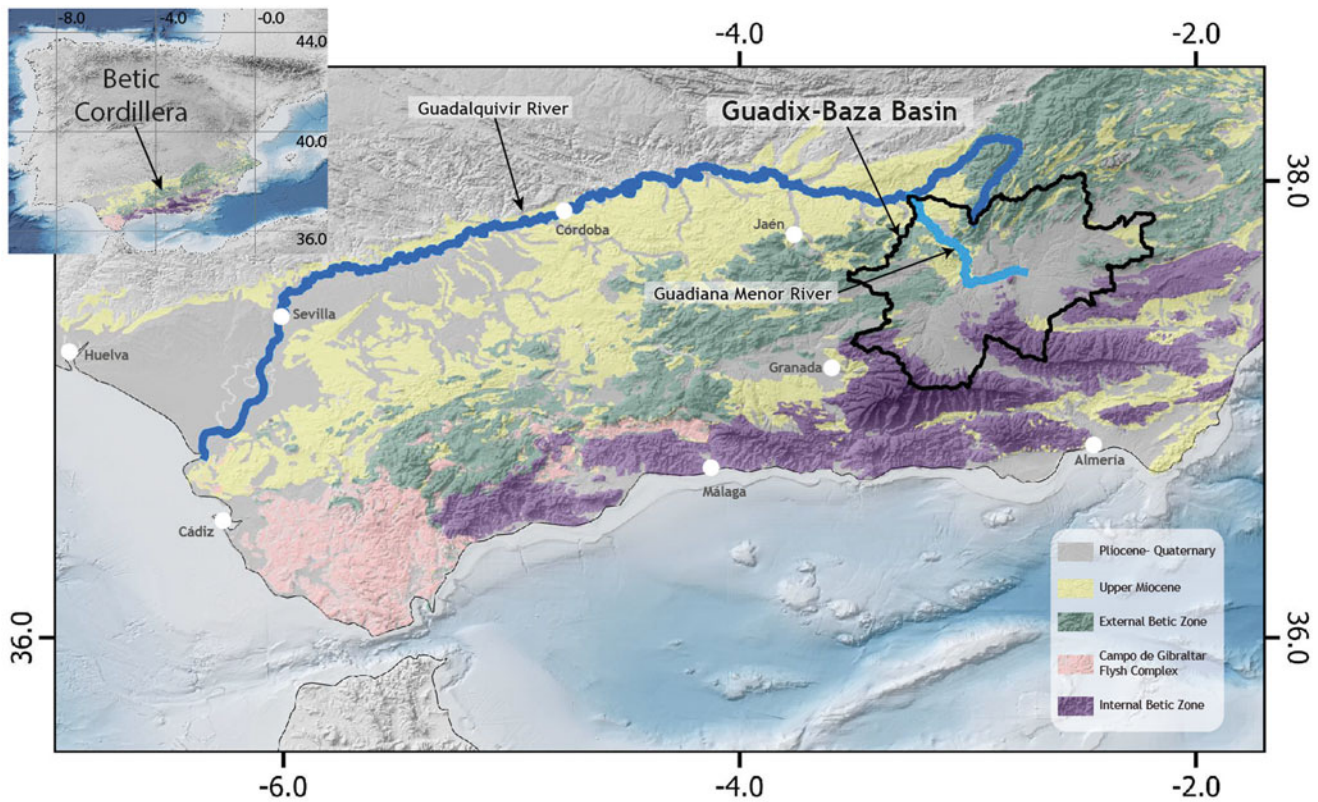 -8.0
-4.0
-0.0
44.0
40.0
36.0
Betic
Cordillera
-4.0
-2.0
Guadalquivir River
Guadix-Baza Basin
38.0
Córdoba
Jaén
Guadiana Menor River
Sevilla
Huelva
Granada
Almería
Málaga
Cádiz
Pliocene- Quaternary
Upper Miocene
External Betic Zone
Campo de Gibraltar
Flysh Complex
Internal Betic Zone
36.0
36.0
-6.0
-4.0
-2.0